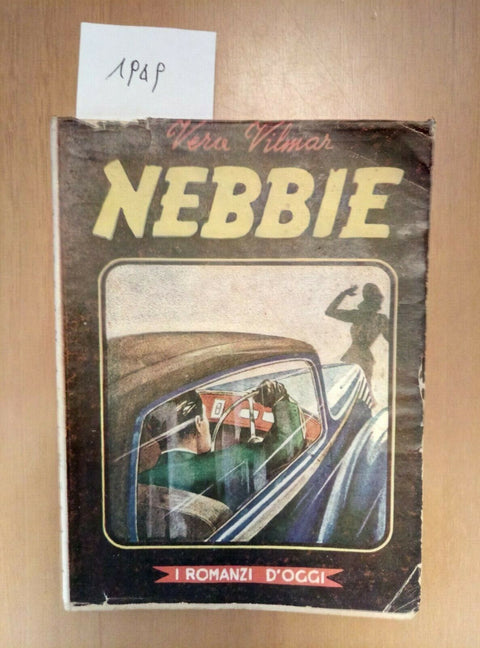 1949
Vera Vilmar
NEBBIE
I ROMANZI D'OGGI